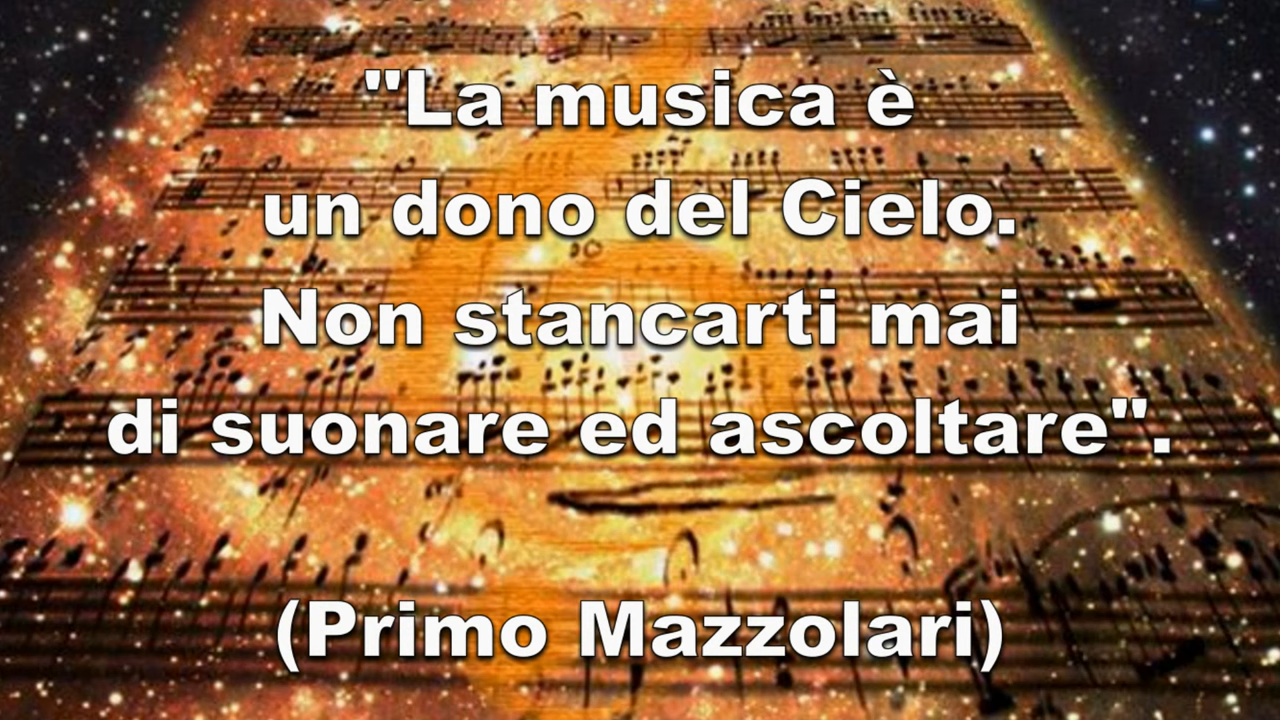 "La musica è
un dono del Cielo.
Non stancarti mai
di suonare ed ascoltare".
(Primo Mazzolari)